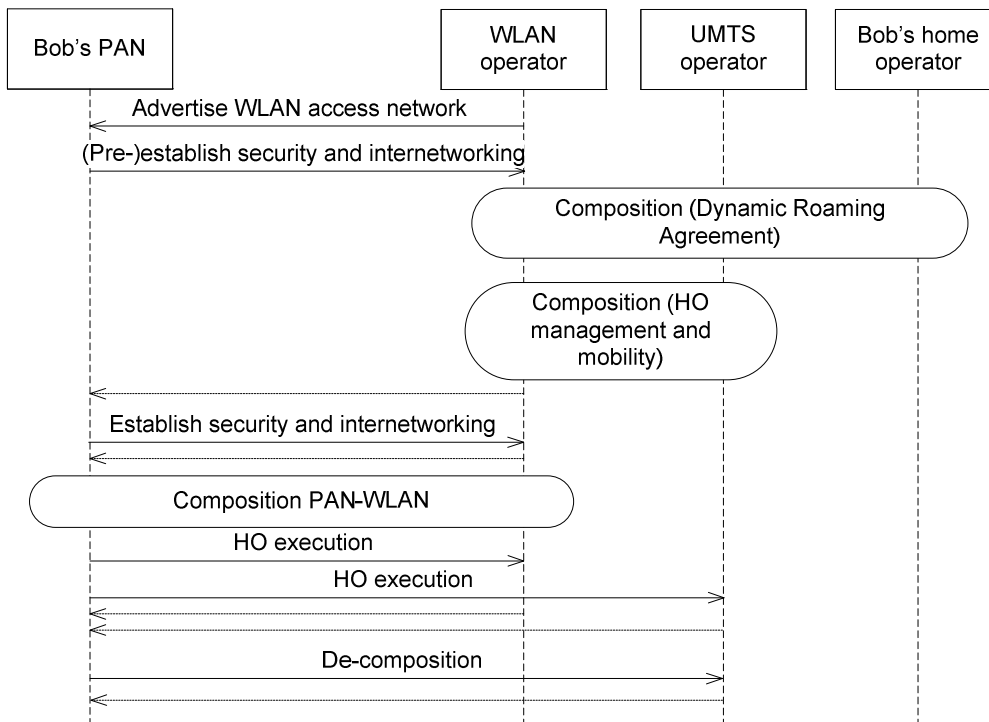 Bob's PAN
WLAN
operator
UMTS
operator
Bob's home
operator
Advertise WLAN access network
(Pre-)establish security and internetworking
Composition (Dynamic Roaming
Agreement)
Composition (HO
management and
mobility)
Establish security and internetworking
Composition PAN-WLAN
HO execution
HO execution
De-composition